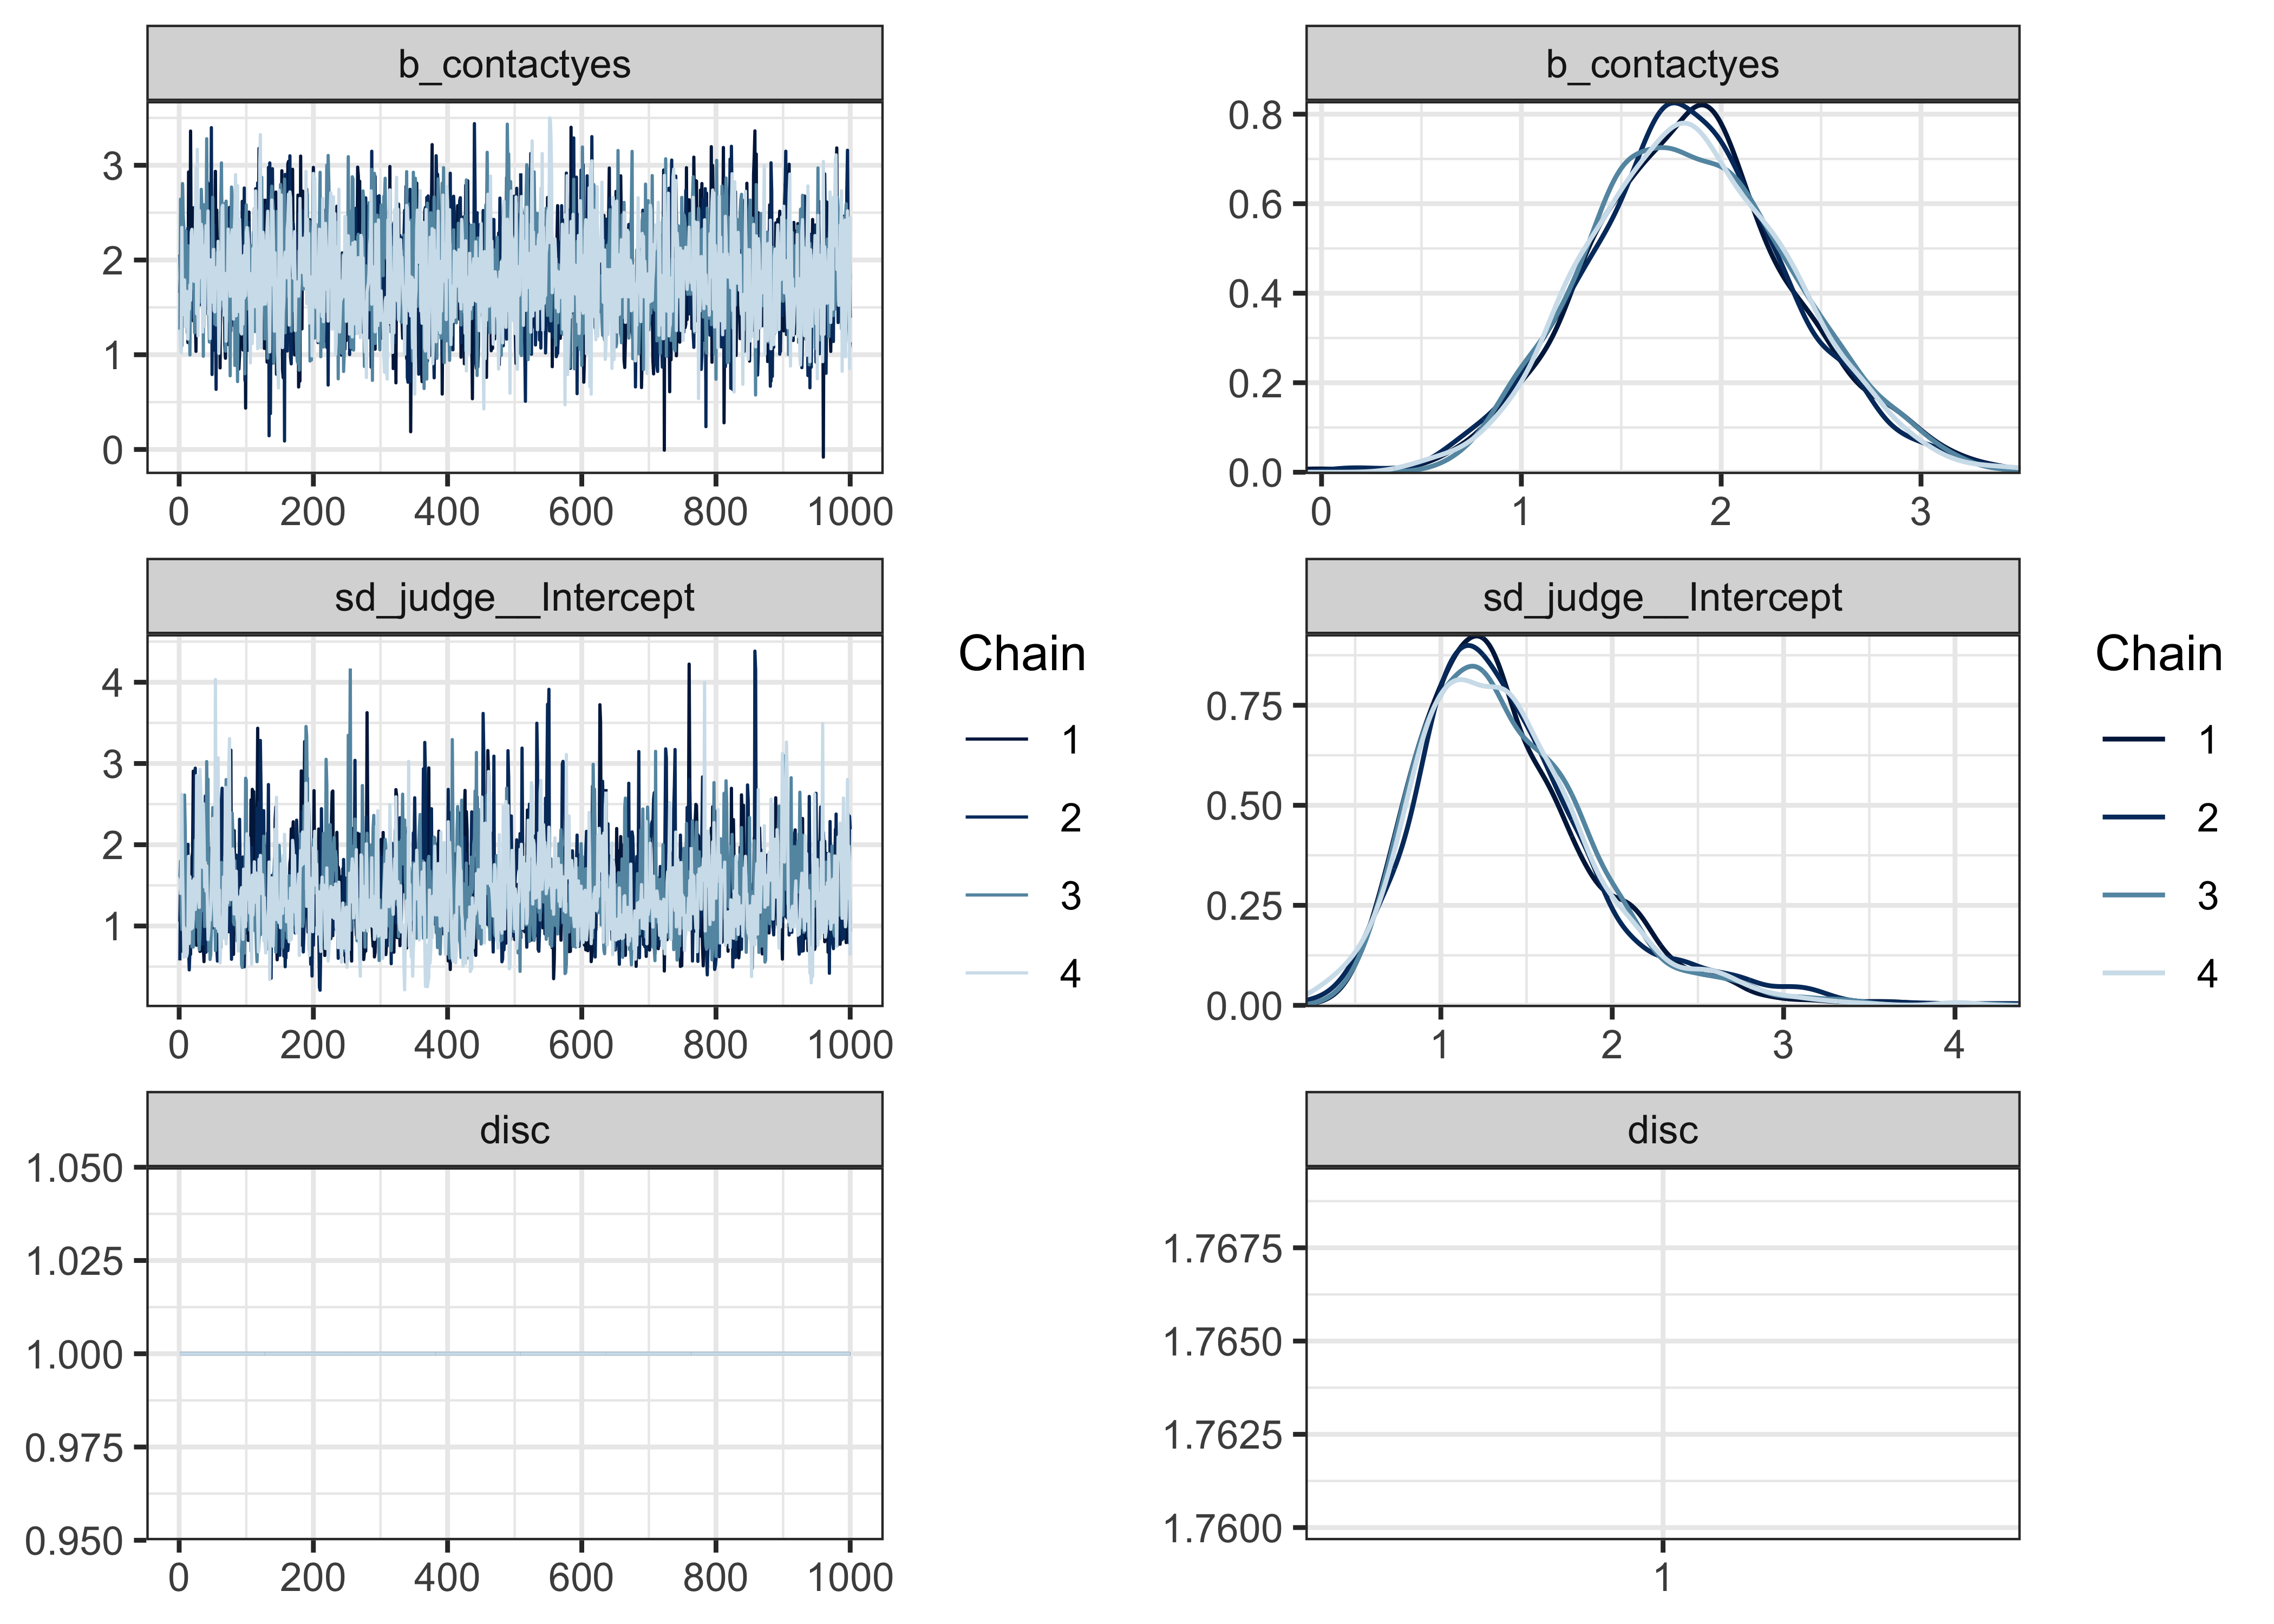 b_contactyes
3
2
1
0
0 200 400 600 800 1000
b_contactyes
0.8
0.6
0.4
0.2
0.0
0 1 2 3
sd_judge__Intercept
4
3
2
1
0 200 400 600 800 1000
Chain
1
2
3
4
sd_judge__Intercept
0.75
0.50
0.25
0.00
1 2 3 4
Chain
1
2
3
4
disc
1.050
1.025
1.000
0.975
0.950
0 200 400 600 800 1000
disc
1.7675
1.7650
1.7625
1.7600
1